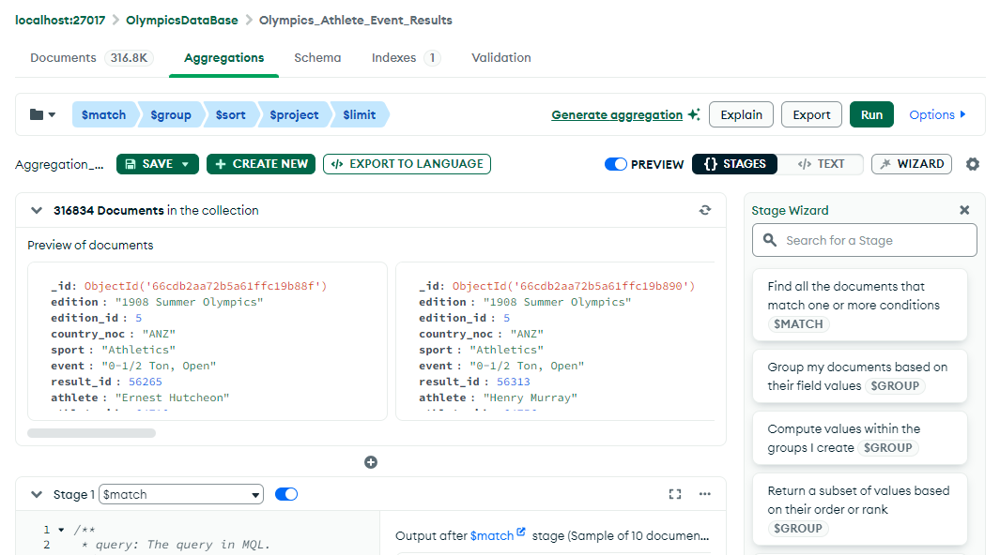 localhost:27017 > OlympicsDataBase > Olympics_Athlete_Event_Results
Documents 316.8K Aggregations Schema Indexes 1 Validation
$match $group $sort $project $limit Generate aggregation Explain Export Run Options
Aggregation_... SAVE CREATE NEW </> EXPORT TO LANGUAGE PREVIEW {} STAGES </> TEXT WIZARD
316834 Documents in the collection
Preview of documents
_id: ObjectId('66cdb2aa72b5a61ffc19b88f')
edition : "1908 Summer Olympics"
edition_id : 5
country_noc : "ANZ"
sport : "Athletics"
event : "0-1/2 Ton, Open"
result_id : 56265
athlete : "Ernest Hutcheon"
_id: ObjectId('66cdb2aa72b5a61ffc19b890')
edition : "1908 Summer Olympics"
edition_id : 5
country_noc : "ANZ"
sport : "Athletics"
event : "0-1/2 Ton, Open"
result_id : 56313
athlete : "Henry Murray"
Stage 1 $match
1 /**
2 * query: The query in MQL.
Output after $match stage (Sample of 10 documen...
Stage Wizard
Search for a Stage
Find all the documents that
match one or more conditions
$MATCH
Group my documents based on
their field values $GROUP
Compute values within the
groups I create $GROUP
Return a subset of values based
on their order or rank
$GROUP